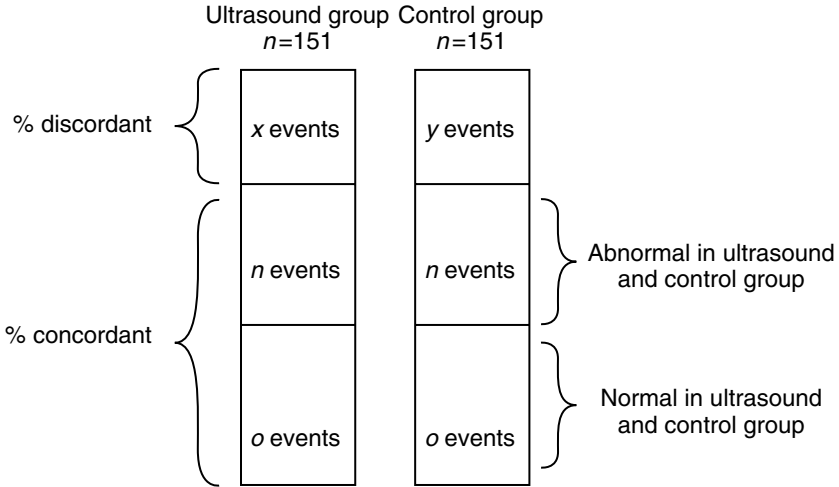 Ultrasound group Control group
n=151 n=151
% discordant
x events
y events
n events
n events
Abnormal in ultrasound
and control group
% concordant
o events
o events
Normal in ultrasound
and control group